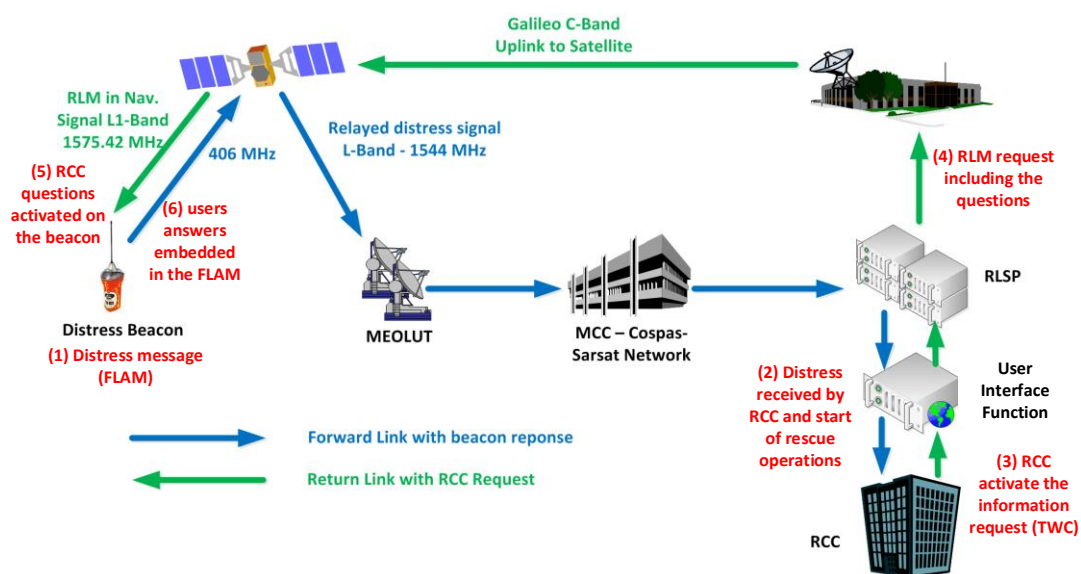 Galileo C-Band
Uplink to Satellite
RLM in Nav.
Signal L1-Band
1575.42 MHz
406 MHz
Relayed distress signal
L-Band - 1544 MHz
(5) RCC
questions
activated on
the beacon
(6) users
answers
embedded
in the FLAM
(4) RLM request
including the
questions
Distress Beacon
(1) Distress message
(FLAM)
MEOLUT
MCC – Cospas-
Sarsat Network
RLSP
(2) Distress
received by
RCC and start
of rescue
operations
User
Interface
Function
Forward Link with beacon reponse
Return Link with RCC Request
(3) RCC
activate the
information
request (TWC)
RCC